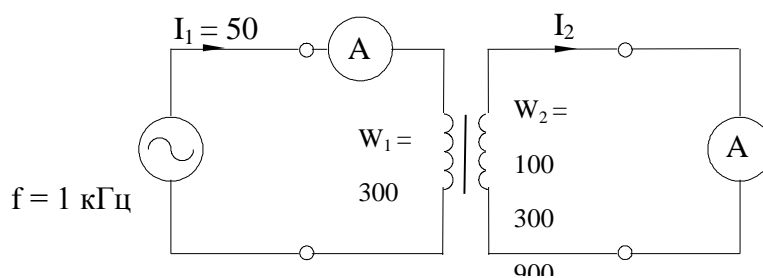 I₁ = 50
I₂
A
W₁ =
300
W₂ =
100
300
900
A
f = 1 кГц